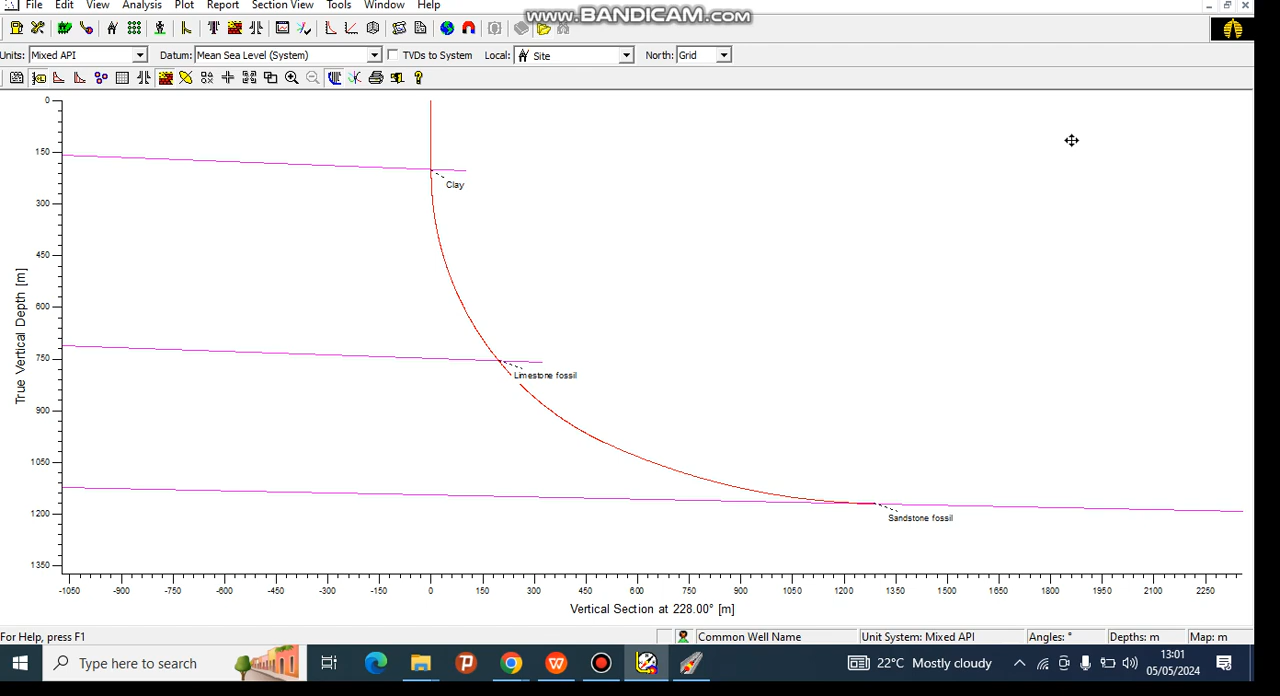 File Edit View Analysis Plot Report Section View Tools Window Help
www.BANDICAM.com
Units: Mixed API Datum: Mean Sea Level (System) TVDs to System Local: Site North: Grid
0
150
300
450
600
750
900
1050
1200
1350
True Vertical Depth [m]
Clay
Limestone fossil
Sandstone fossil
-1050 -900 -750 -600 -450 -300 -150 0 150 300 450 600 750 900 1050 1200 1350 1500 1650 1800 1950 2100 2250
Vertical Section at 228.00° [m]
For Help, press F1 Common Well Name Unit System: Mixed API Angles: ° Depths: m Map: m
Type here to search 22°C Mostly cloudy 13:01
05/05/2024